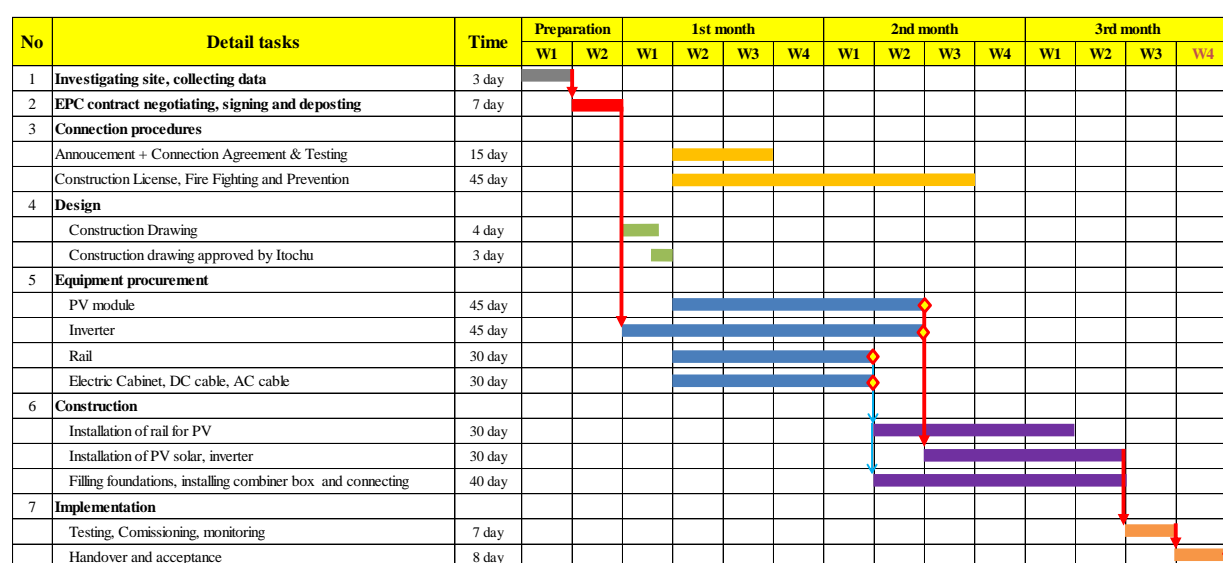 No Detail tasks Time Preparation 1st month 2nd month 3rd month
W1 W2 W1 W2 W3 W4 W1 W2 W3 W4 W1 W2 W3 W4
1 Investigating site, collecting data 3 day
2 EPC contract negotiating, signing and deposting 7 day
3 Connection procedures
Annoucement + Connection Agreement & Testing 15 day
Construction License, Fire Fighting and Prevention 45 day
4 Design
Construction Drawing 4 day
Construction drawing approved by Itochu 3 day
5 Equipment procurement
PV module 45 day
Inverter 45 day
Rail 30 day
Electric Cabinet, DC cable, AC cable 30 day
6 Construction
Installation of rail for PV 30 day
Installation of PV solar, inverter 30 day
Filling foundations, installing combiner box and connecting 40 day
7 Implementation
Testing, Comissioning, monitoring 7 day
Handover and acceptance 8 day